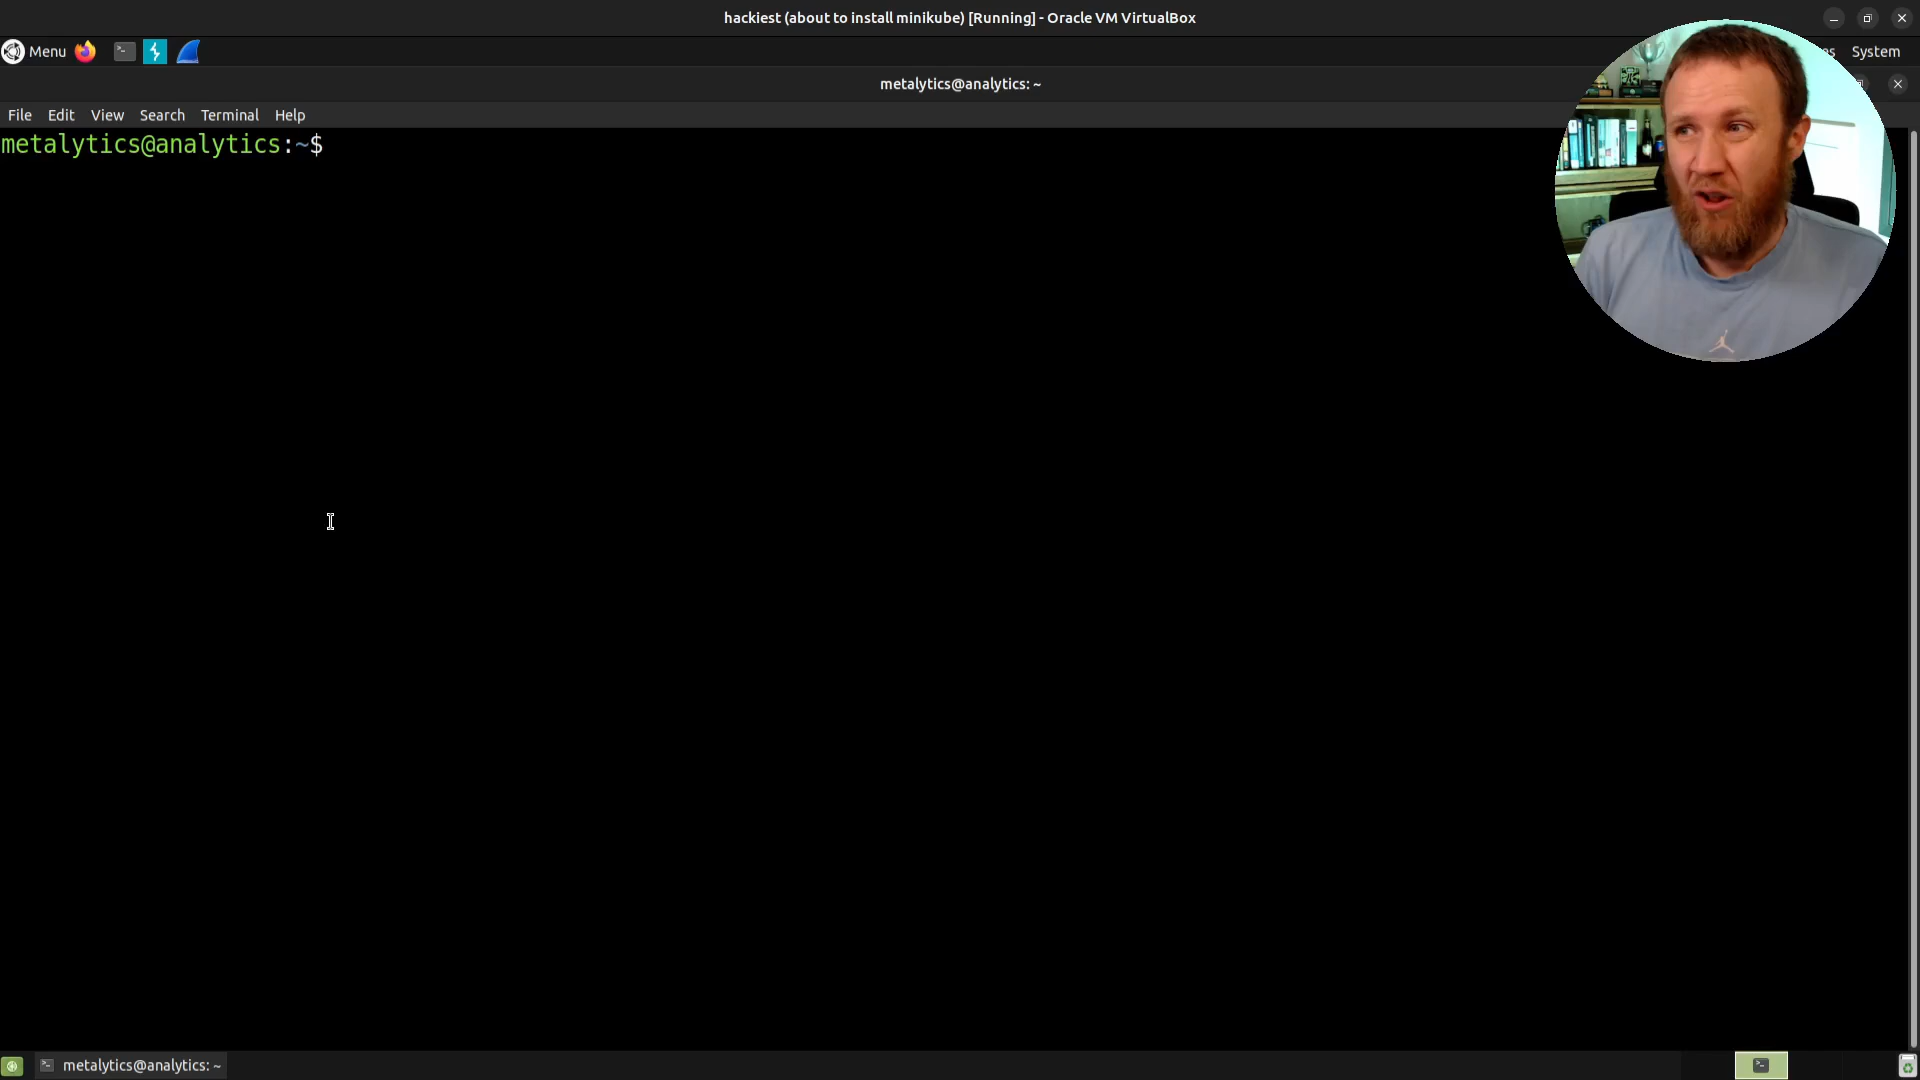 hackiest (about to install minikube) [Running] - Oracle VM VirtualBox
Menu
System
metalytics@analytics: ~
File Edit View Search Terminal Help
metalytics@analytics:~$
metalytics@analytics: ~